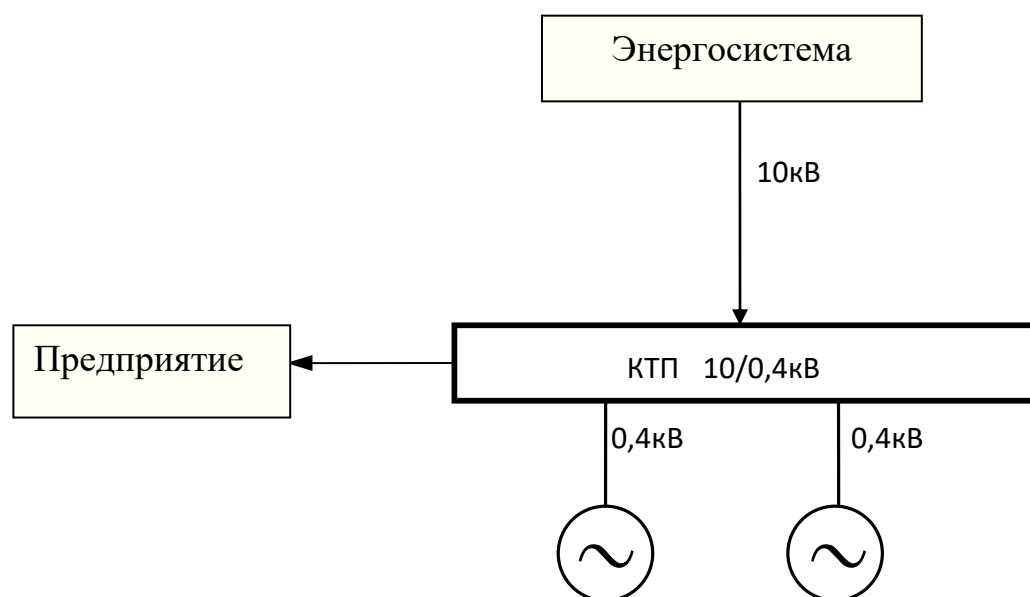 Энергосистема
10кВ
Предприятие
КТП 10/0,4кВ
0,4кВ
0,4кВ